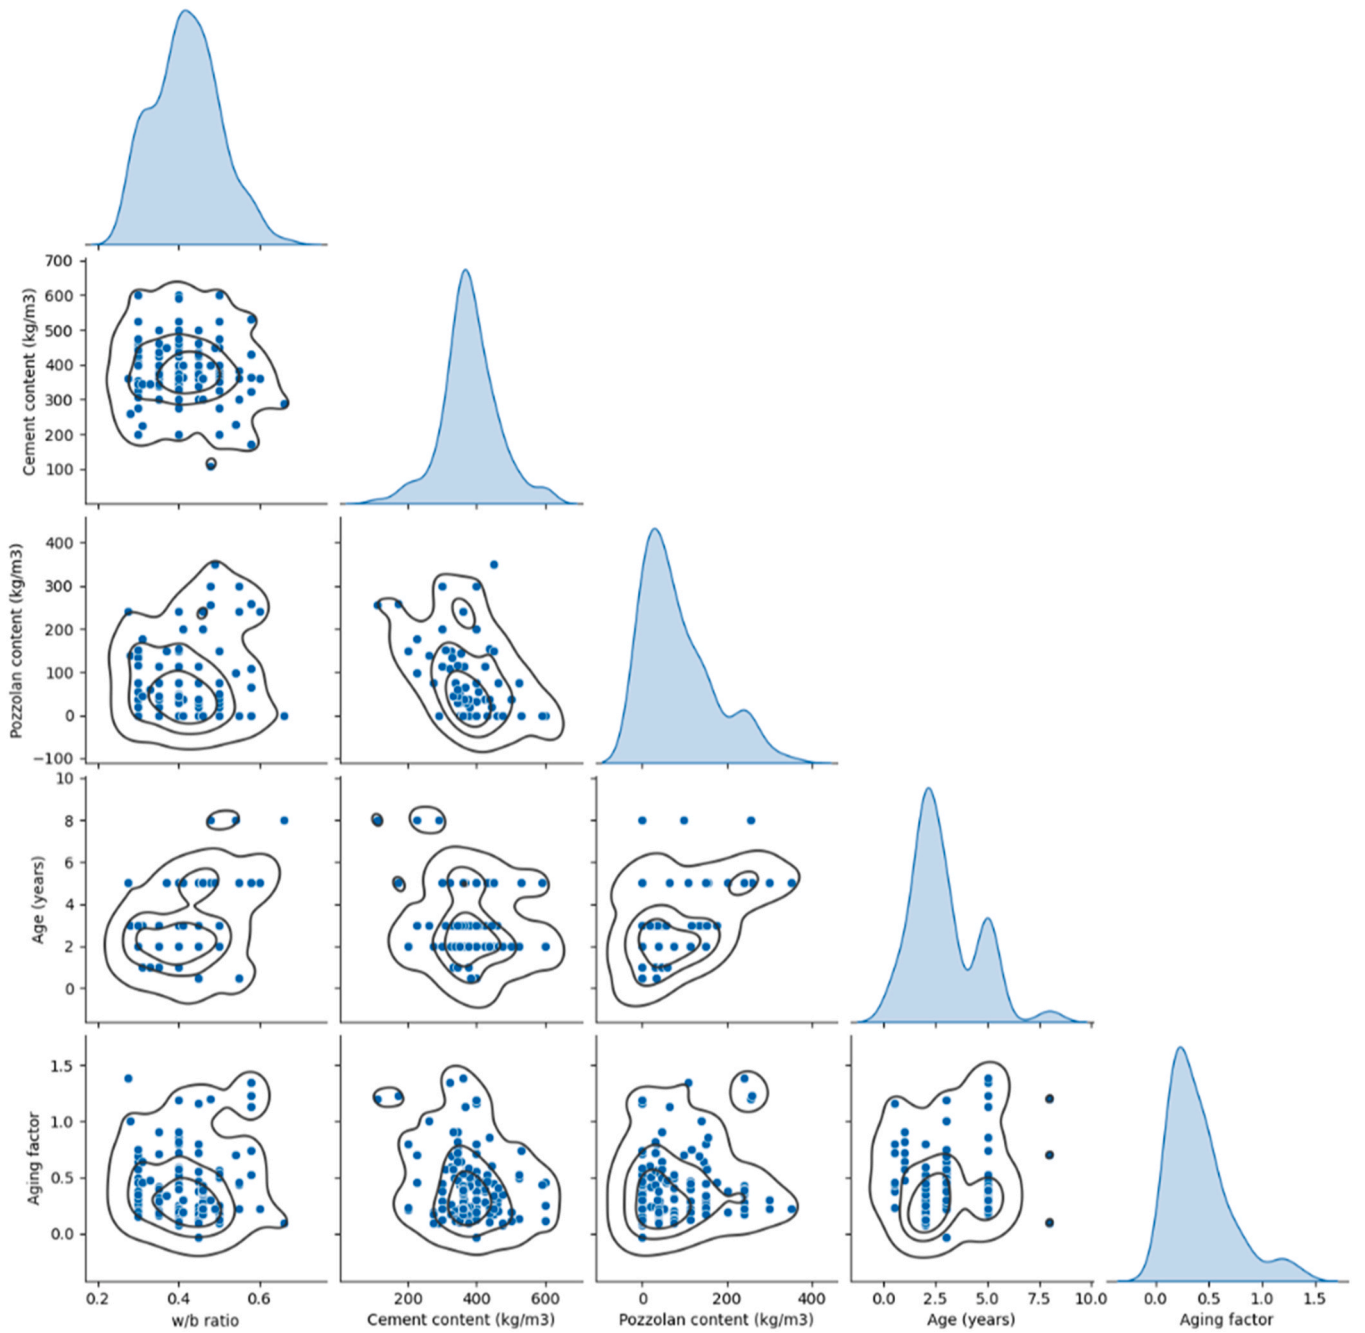 Cement content (kg/m3)
700
600
500
400
300
200
100
Pozzolan content (kg/m3)
400
300
200
100
0
−100
Age (years)
10
8
6
4
2
0
Aging factor
1.5
1.0
0.5
0.0
0.2 0.4 0.6
w/b ratio
200 400 600
Cement content (kg/m3)
0 200 400
Pozzolan content (kg/m3)
0.0 2.5 5.0 7.5 10.0
Age (years)
0.0 0.5 1.0 1.5
Aging factor